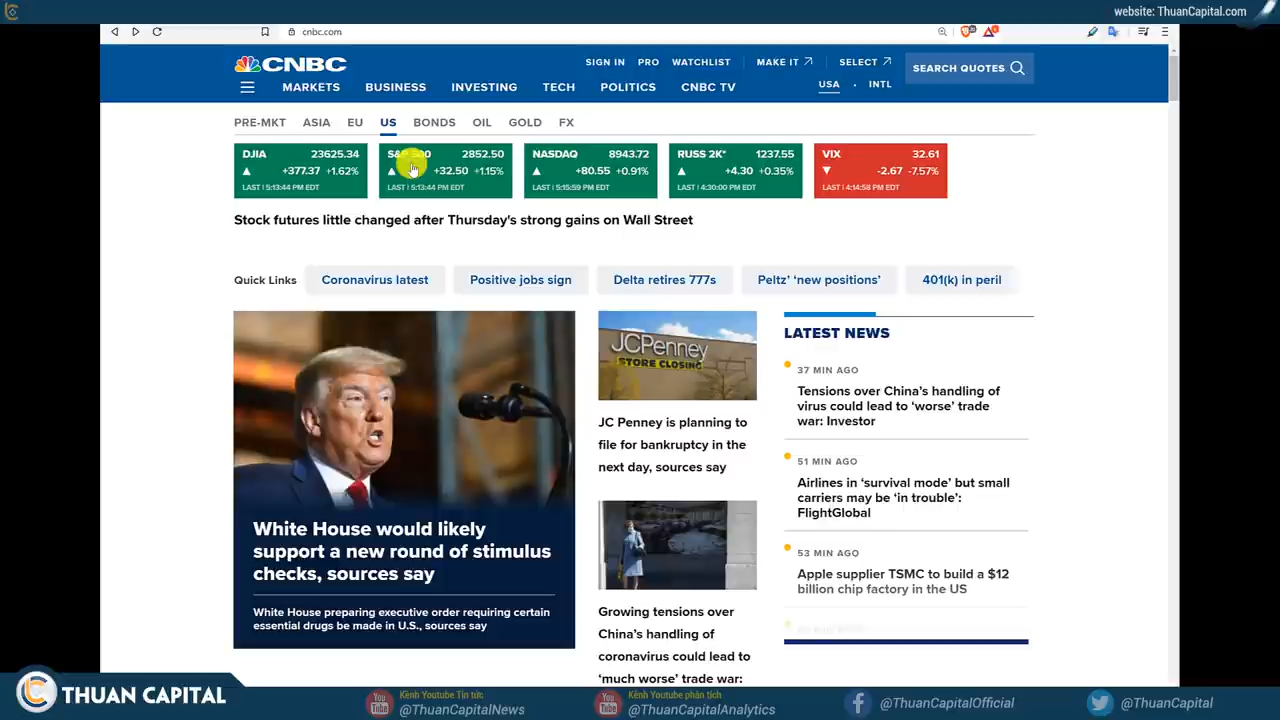 website: ThuanCapital.com
cnbc.com
CNBC
SIGN IN PRO WATCHLIST MAKE IT SELECT
SEARCH QUOTES
USA · INTL
MARKETS BUSINESS INVESTING TECH POLITICS CNBC TV
PRE-MKT ASIA EU US BONDS OIL GOLD FX
DJIA 23625.34
+377.37 +1.62%
LAST | 5:13:44 PM EDT
S&P 500 2852.50
+32.50 +1.15%
LAST | 5:13:44 PM EDT
NASDAQ 8943.72
+80.55 +0.91%
LAST | 5:15:59 PM EDT
RUSS 2K* 1237.55
+4.30 +0.35%
LAST | 4:30:00 PM EDT
VIX 32.61
-2.67 -7.57%
LAST | 4:14:58 PM EDT
Stock futures little changed after Thursday's strong gains on Wall Street
Quick Links Coronavirus latest Positive jobs sign Delta retires 777s Peltz' 'new positions' 401(k) in peril
White House would likely
support a new round of stimulus
checks, sources say
White House preparing executive order requiring certain
essential drugs be made in U.S., sources say
JCPenney
STORE CLOSING
JC Penney is planning to
file for bankruptcy in the
next day, sources say
Growing tensions over
China's handling of
coronavirus could lead to
'much worse' trade war:
LATEST NEWS
37 MIN AGO
Tensions over China's handling of
virus could lead to 'worse' trade
war: Investor
51 MIN AGO
Airlines in 'survival mode' but small
carriers may be 'in trouble':
FlightGlobal
53 MIN AGO
Apple supplier TSMC to build a $12
billion chip factory in the US
THUAN CAPITAL
You Tube
Kênh Youtube Tin tức
@ThuanCapitalNews
You Tube
Kênh Youtube phân tích
@ThuanCapitalAnalytics
@ThuanCapitalOfficial
@ThuanCapital